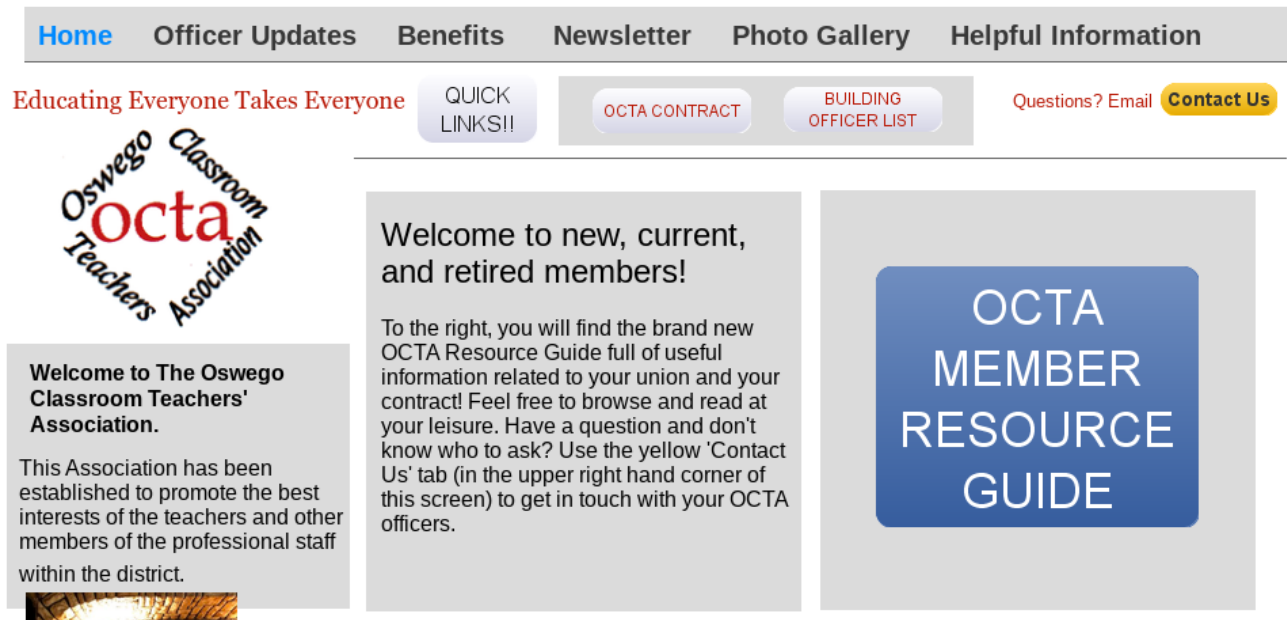 Home Officer Updates Benefits Newsletter Photo Gallery Helpful Information
Educating Everyone Takes Everyone
QUICK
LINKS!!
OCTA CONTRACT
BUILDING
OFFICER LIST
Questions? Email Contact Us
Oswego
Classroom
octa
Teachers
Association
Welcome to The Oswego
Classroom Teachers'
Association.
This Association has been
established to promote the best
interests of the teachers and other
members of the professional staff
within the district.
Welcome to new, current,
and retired members!
To the right, you will find the brand new
OCTA Resource Guide full of useful
information related to your union and your
contract! Feel free to browse and read at
your leisure. Have a question and don't
know who to ask? Use the yellow 'Contact
Us' tab (in the upper right hand corner of
this screen) to get in touch with your OCTA
officers.
OCTA
MEMBER
RESOURCE
GUIDE